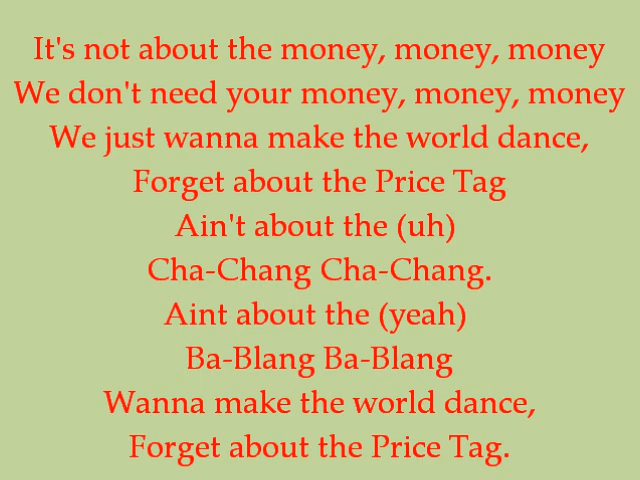 It's not about the money, money, money
We don't need your money, money, money
We just wanna make the world dance,
Forget about the Price Tag
Ain't about the (uh)
Cha-Chang Cha-Chang.
Aint about the (yeah)
Ba-Blang Ba-Blang
Wanna make the world dance,
Forget about the Price Tag.